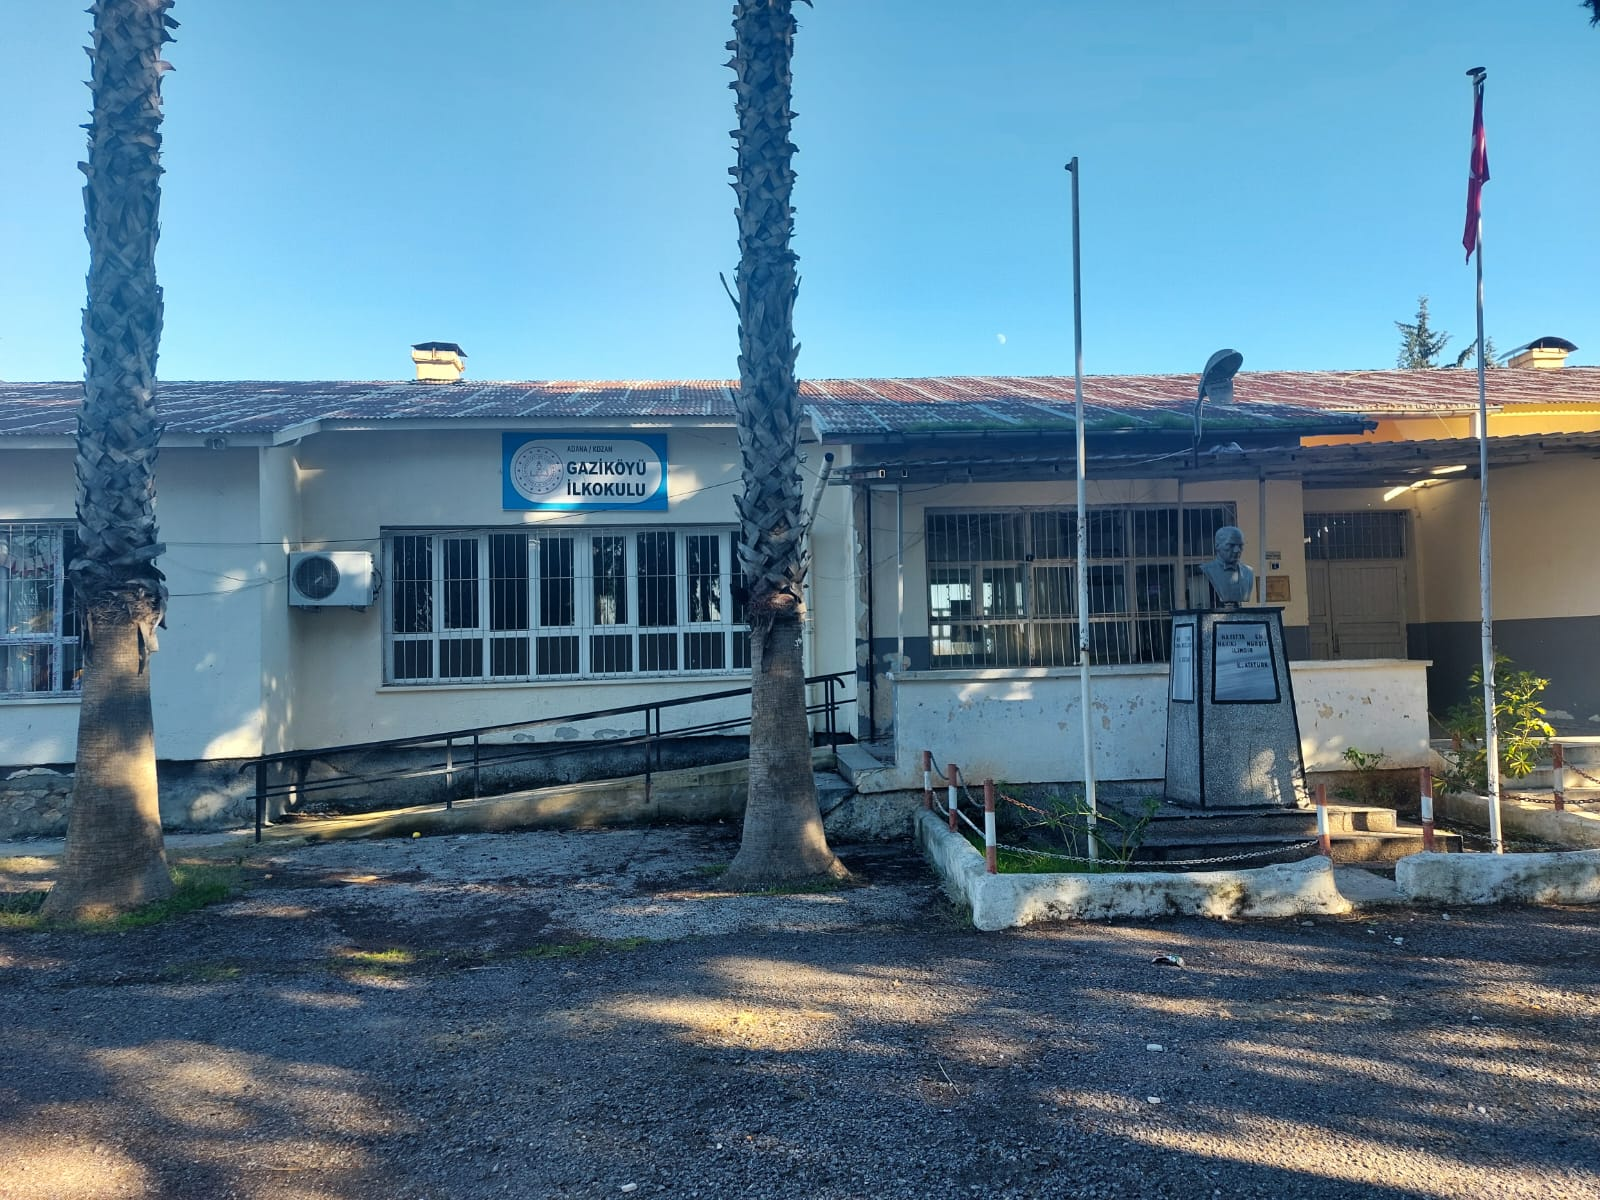 ADANA / KOZAN
GAZİKÖYÜ
İLKOKULU
HAYATTA EN
HAKİKİ MÜRŞİT
İLİMDİR
K. ATATÜRK